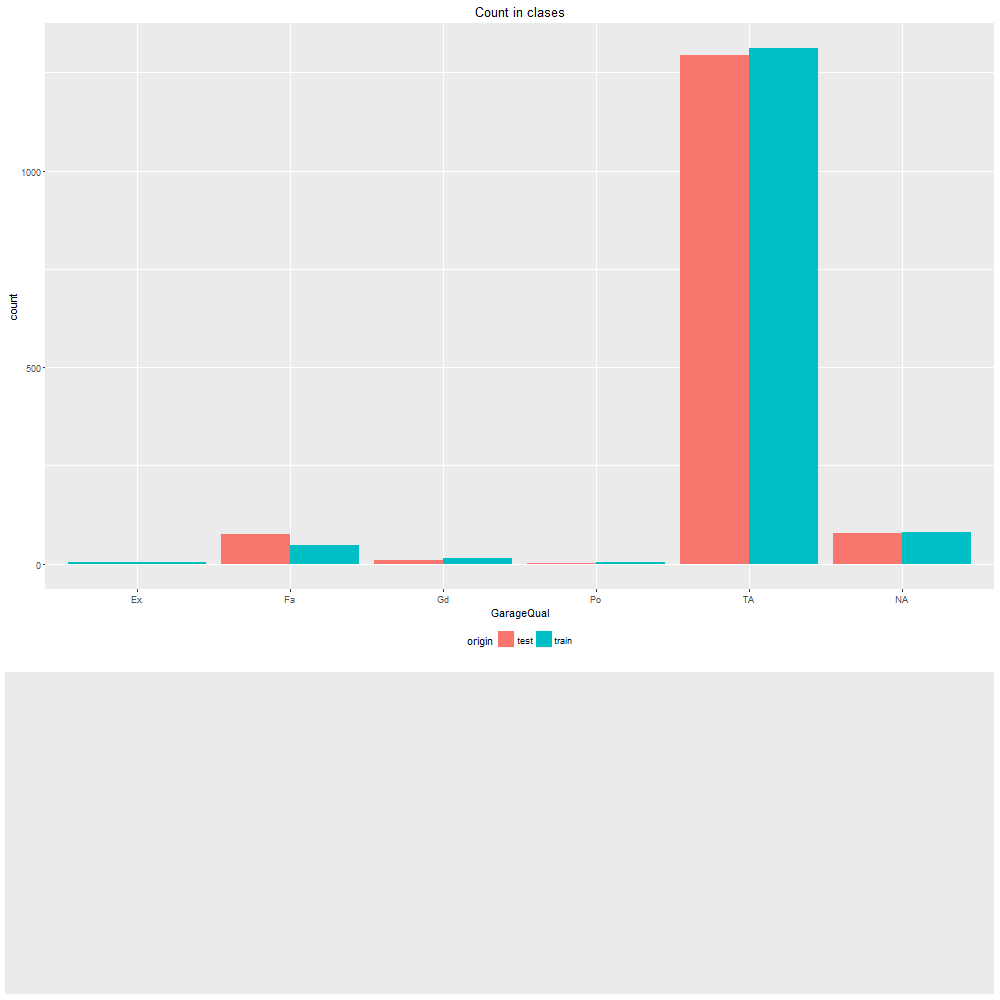 Count in clases
1000
500
0
count
Ex Fa Gd Po TA NA
GarageQual
origin test train